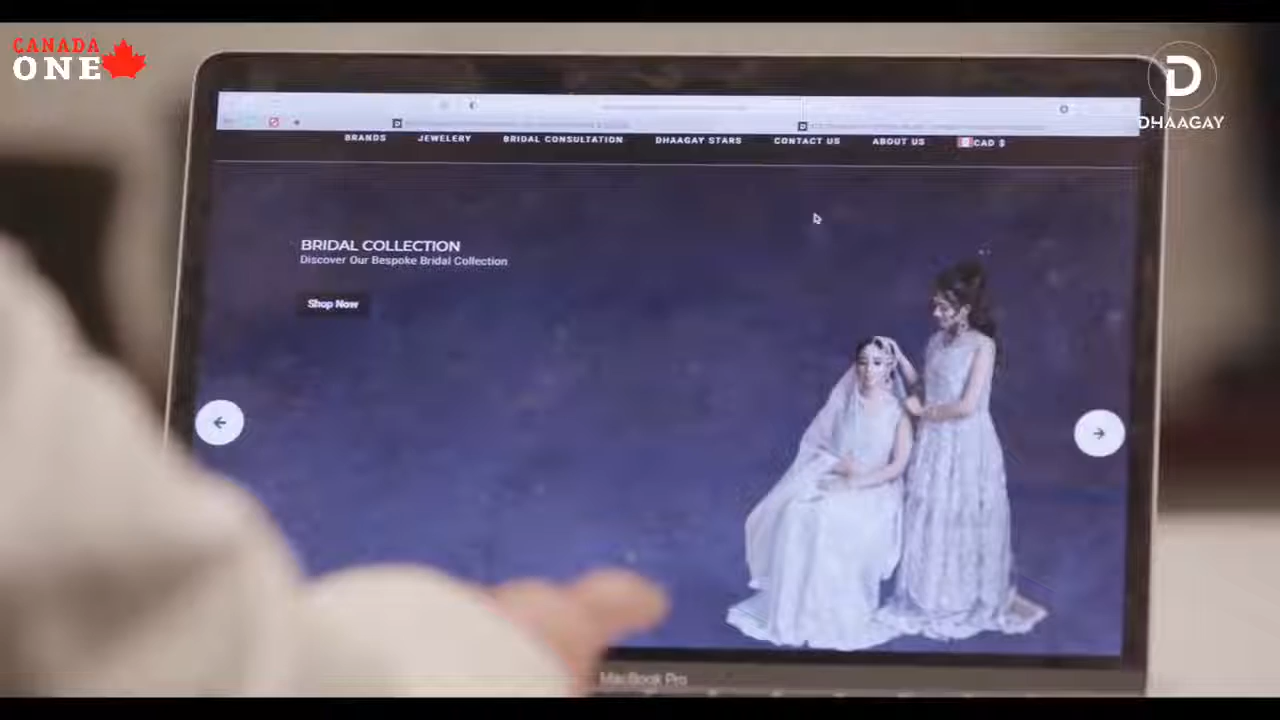 CANADA
ONE
D
DHAAGAY
BRANDS JEWELERY BRIDAL CONSULTATION DHAAGAY STARS CONTACT US ABOUT US CAD $
BRIDAL COLLECTION
Discover Our Bespoke Bridal Collection
Shop Now
MacBook Pro